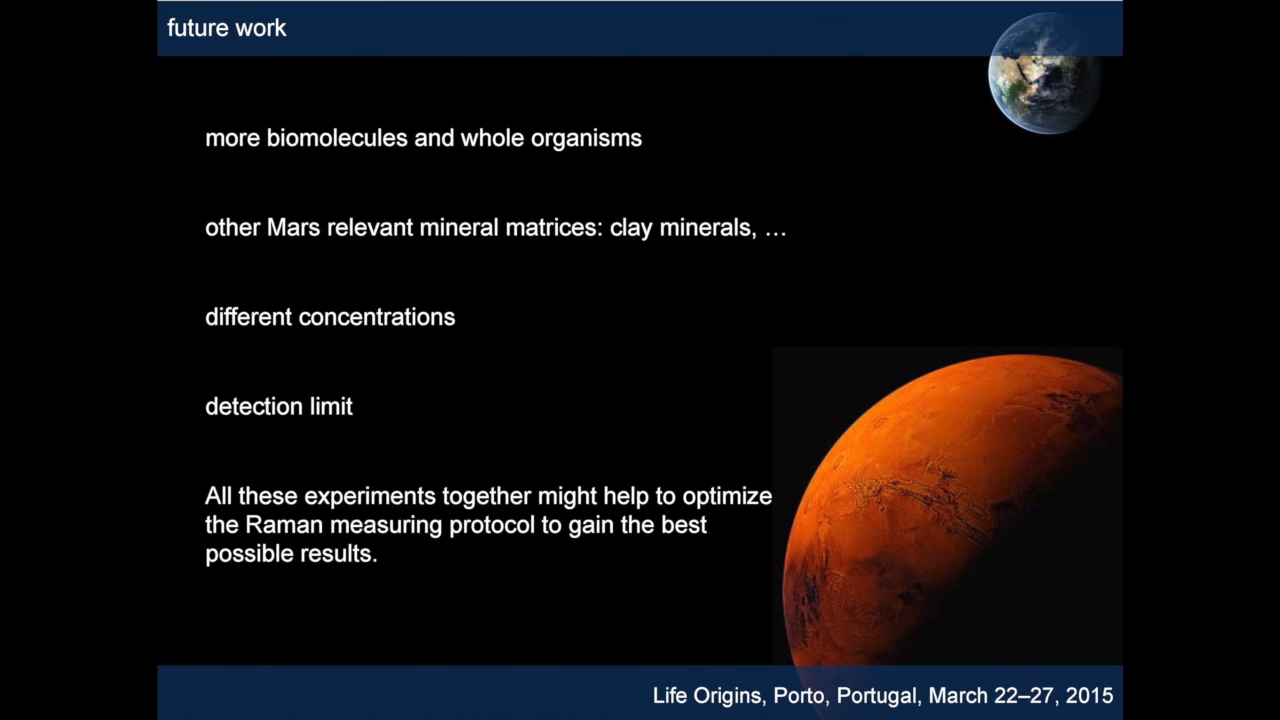 future work
more biomolecules and whole organisms
other Mars relevant mineral matrices: clay minerals, …
different concentrations
detection limit
All these experiments together might help to optimize
the Raman measuring protocol to gain the best
possible results.
Life Origins, Porto, Portugal, March 22–27, 2015